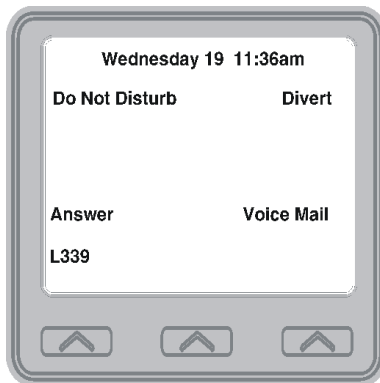 Wednesday 19 11:36am
Do Not Disturb Divert
Answer Voice Mail
L339